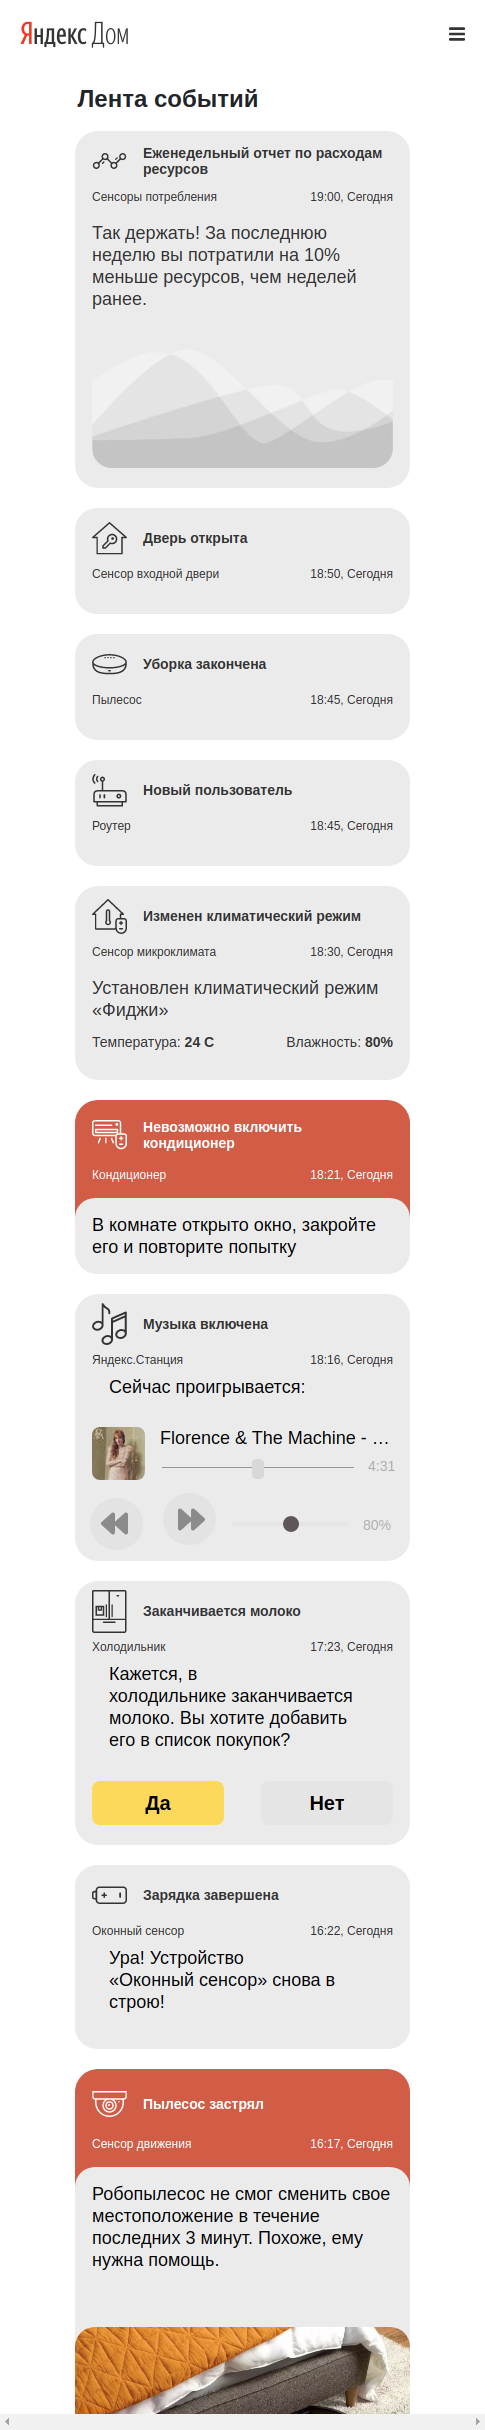 Яндекс Дом
Лента событий
Еженедельный отчет по расходам
ресурсов
Сенсоры потребления 19:00, Сегодня
Так держать! За последнюю
неделю вы потратили на 10%
меньше ресурсов, чем неделей
ранее.
Дверь открыта
Сенсор входной двери 18:50, Сегодня
Уборка закончена
Пылесос 18:45, Сегодня
Новый пользователь
Роутер 18:45, Сегодня
Изменен климатический режим
Сенсор микроклимата 18:30, Сегодня
Установлен климатический режим
«Фиджи»
Температура: 24 C Влажность: 80%
Невозможно включить
кондиционер
Кондиционер 18:21, Сегодня
В комнате открыто окно, закройте
его и повторите попытку
Музыка включена
Яндекс.Станция 18:16, Сегодня
Сейчас проигрывается:
Florence & The Machine - …
4:31
80%
Заканчивается молоко
Холодильник 17:23, Сегодня
Кажется, в
холодильнике заканчивается
молоко. Вы хотите добавить
его в список покупок?
Да Нет
Зарядка завершена
Оконный сенсор 16:22, Сегодня
Ура! Устройство
«Оконный сенсор» снова в
строю!
Пылесос застрял
Сенсор движения 16:17, Сегодня
Робопылесос не смог сменить свое
местоположение в течение
последних 3 минут. Похоже, ему
нужна помощь.